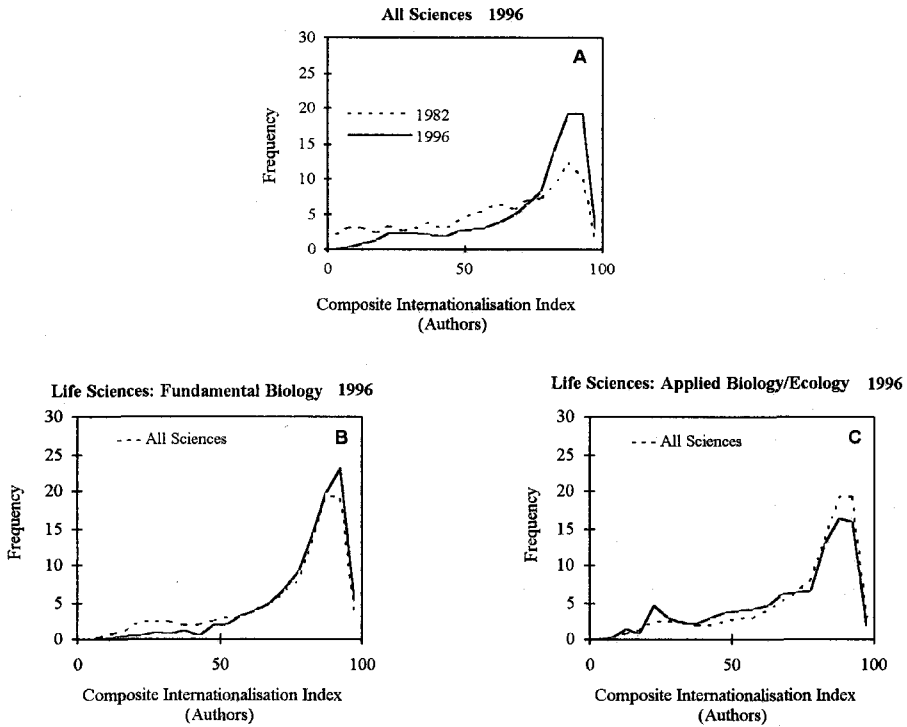 All Sciences 1996
30
A
25
20
1982
1996
15
10
5
0
Frequency
0 50 100
Composite Internationalisation Index
(Authors)
Life Sciences: Fundamental Biology 1996
30
All Sciences
B
25
20
15
10
5
0
Frequency
0 50 100
Composite Internationalisation Index
(Authors)
Life Sciences: Applied Biology/Ecology 1996
30
All Sciences
C
25
20
15
10
5
0
Frequency
0 50 100
Composite Internationalisation Index
(Authors)